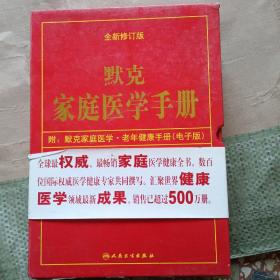 全新修订版
默克
家庭医学手册
附：默克家庭医学·老年健康手册(电子版)
全球最权威、最畅销家庭医学健康全书，数百
位国际权威医学健康专家共同撰写，汇聚世界健康
医学领域最新成果，销售已超过500万册。
人民卫生出版社